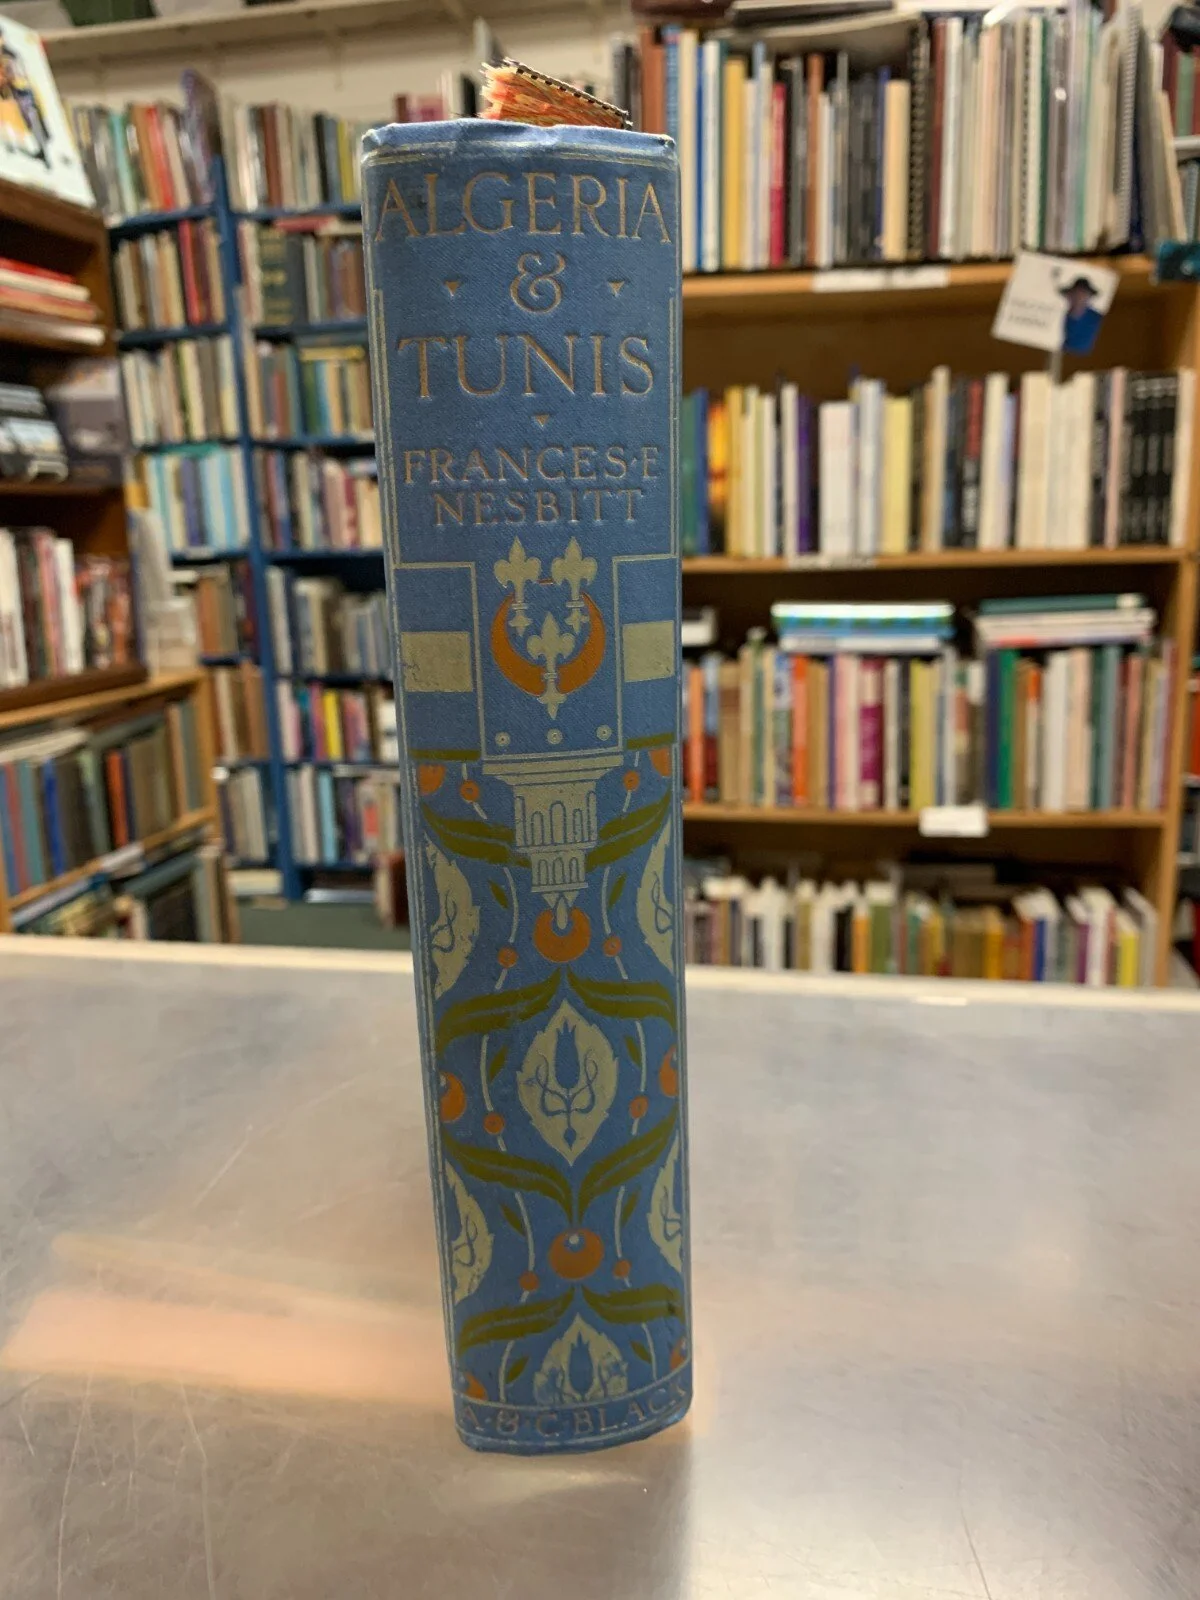 ALGERIA
&
TUNIS
FRANCES·E
NESBITT
A·&·C·BLACK